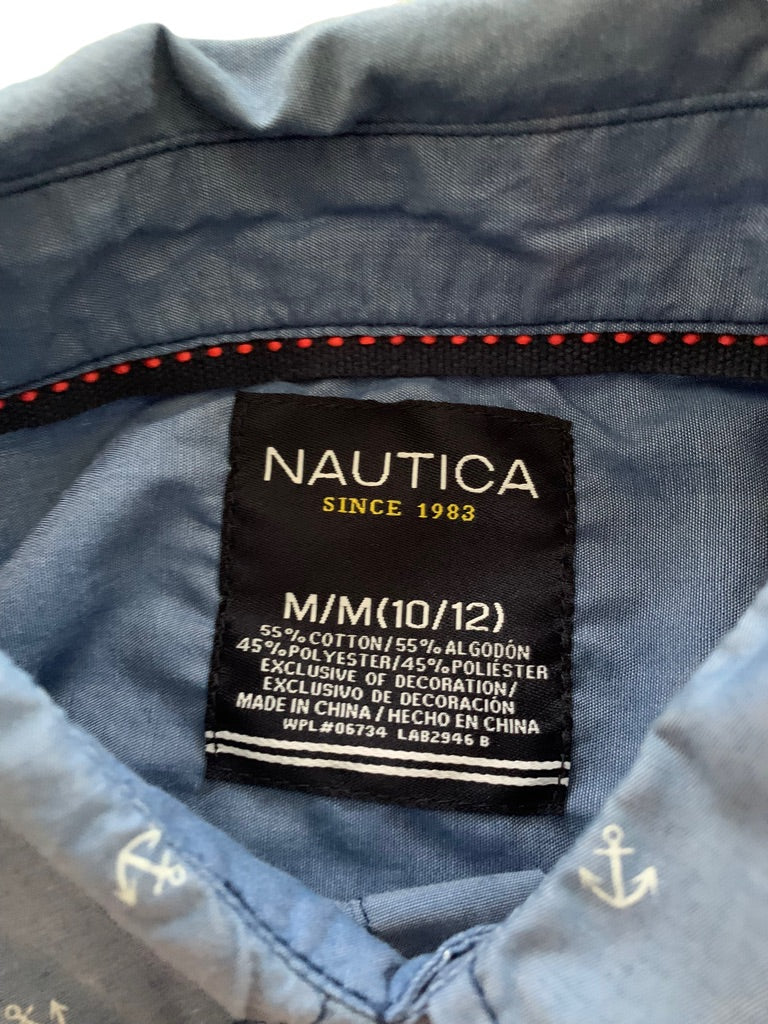 NAUTICA
SINCE 1983
M/M(10/12)
55% COTTON/55% ALGODÓN
45% POLYESTER/45% POLIÉSTER
EXCLUSIVE OF DECORATION/
EXCLUSIVO DE DECORACIÓN
MADE IN CHINA / HECHO EN CHINA
WPL#06734 LAB2946 B